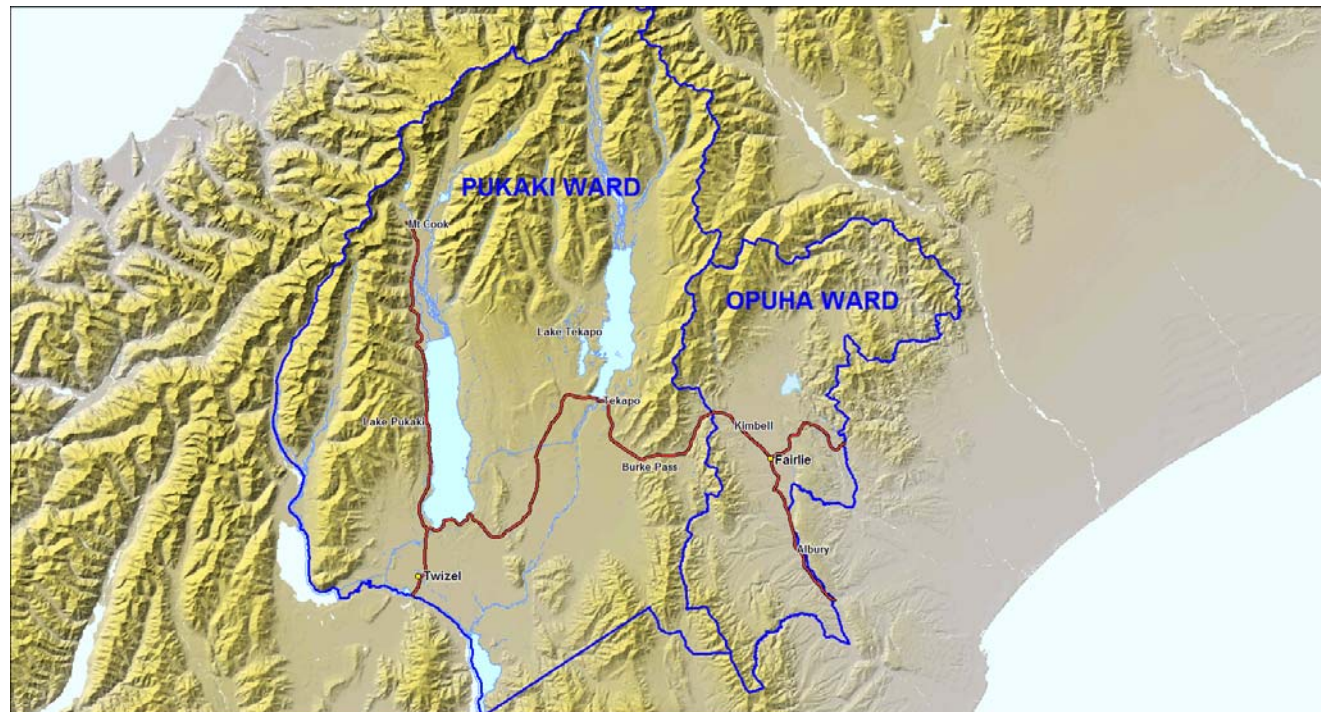 PUKAKI WARD
Mt Cook
OPUHA WARD
Lake Tekapo
Tekapo
Lake Pukaki
Kimbell
Burke Pass
Fairlie
Albury
Twizel